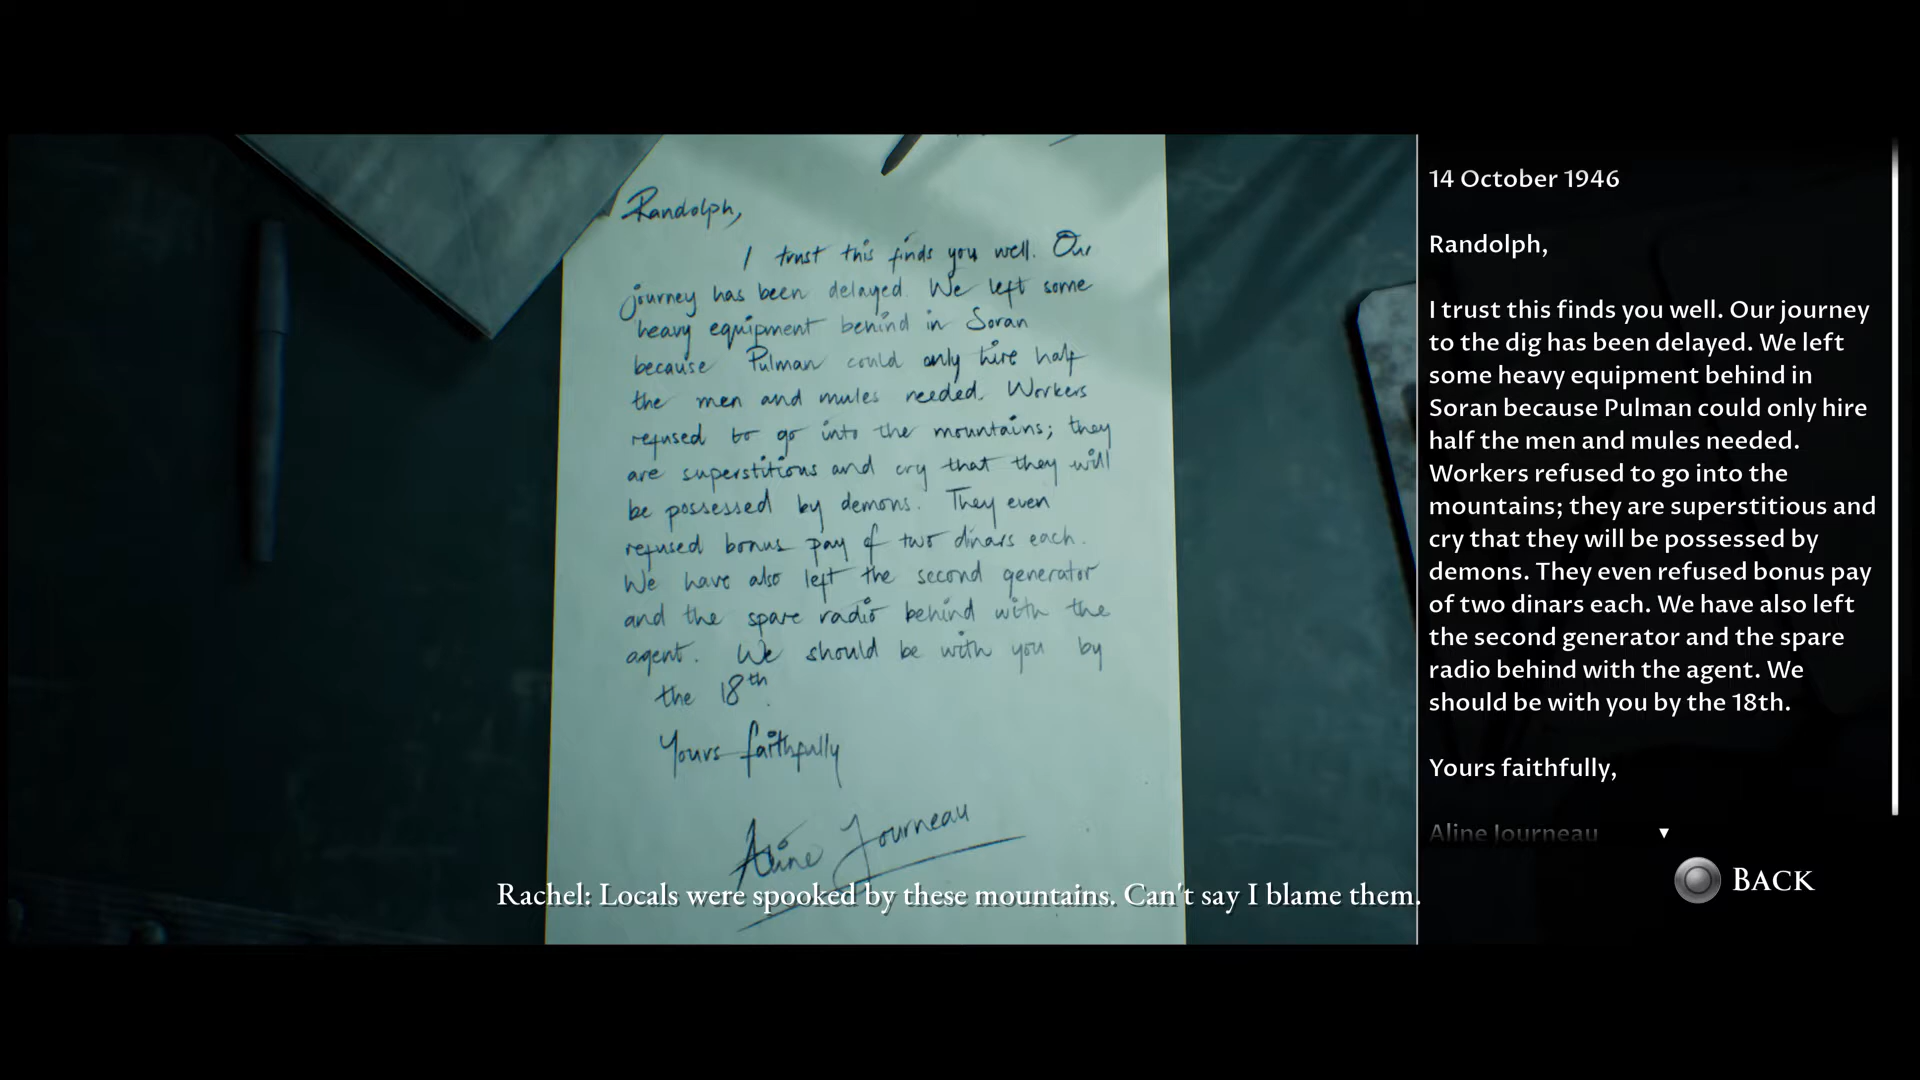 Randolph,
I trust this finds you well. Our
journey has been delayed. We left some
heavy equipment behind in Soran
because Pulman could only hire half
the men and mules needed. Workers
refused to go into the mountains; they
are superstitious and cry that they will
be possessed by demons. They even
refused bonus pay of two dinars each.
We have also left the second generator
and the spare radio behind with the
agent. We should be with you by
the 18th.
Yours faithfully
Aline Journeau
Rachel: Locals were spooked by these mountains. Can't say I blame them.
14 October 1946
Randolph,
I trust this finds you well. Our journey
to the dig has been delayed. We left
some heavy equipment behind in
Soran because Pulman could only hire
half the men and mules needed.
Workers refused to go into the
mountains; they are superstitious and
cry that they will be possessed by
demons. They even refused bonus pay
of two dinars each. We have also left
the second generator and the spare
radio behind with the agent. We
should be with you by the 18th.
Yours faithfully,
Aline Journeau
BACK